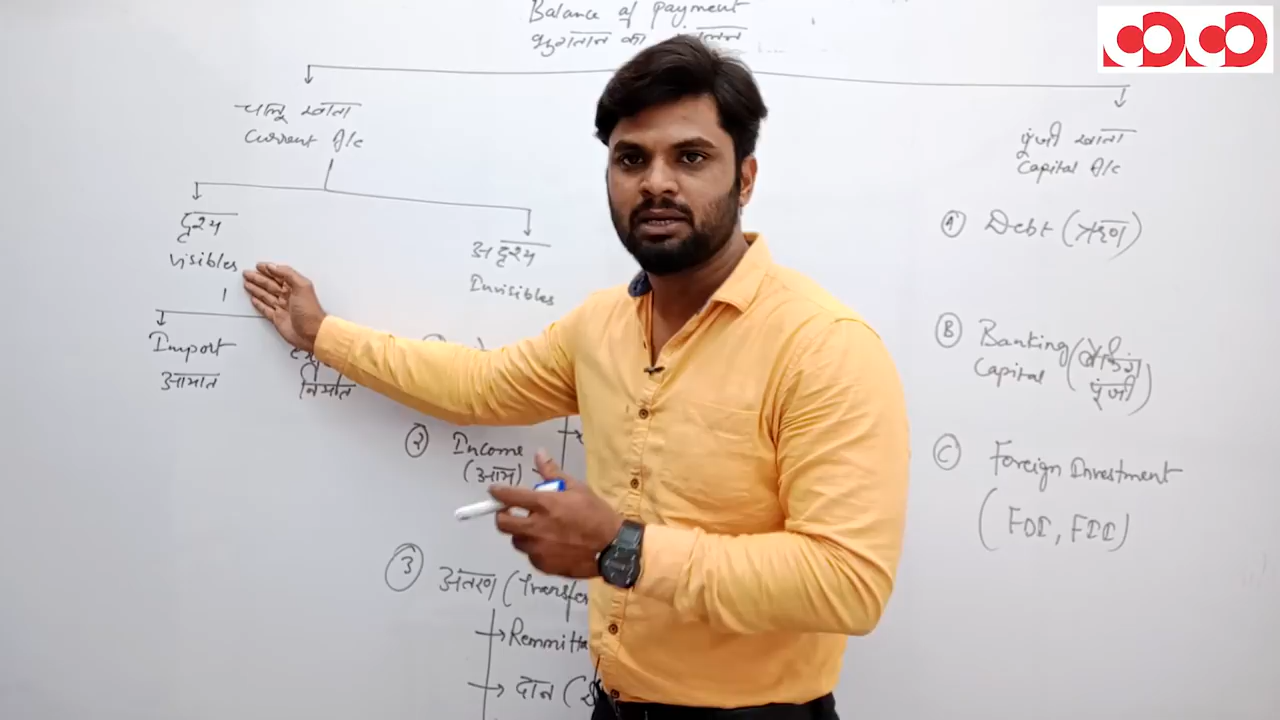 Balance of payment
भुगतान का
चालू खाता
Current A/c
पूंजी खाता
Capital A/c
दृश्य
Visibles
अदृश्य
Invisibles
Import
आयात
निर्यात
A Debt (ऋण)
B Banking (बैंकिंग
Capital पूंजी)
C Foreign Investment
(FDI, FII)
2 Income
(आय)
3 अंतरण (Transfer
→ Remmitta
→ दान (